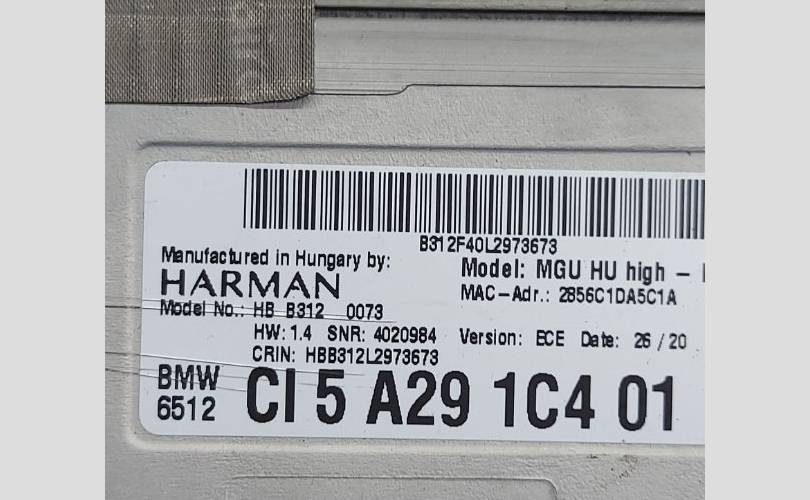 B312F40L2973673
Manufactured in Hungary by:
HARMAN
Model: MGU HU high –
MAC-Adr.: 2856C1DA5C1A
Model No.: HB B312 0073
HW: 1.4 SNR: 4020984 Version: ECE Date: 26 / 20
CRIN: HBB312L2973673
BMW
6512
CI 5 A29 1C4 01